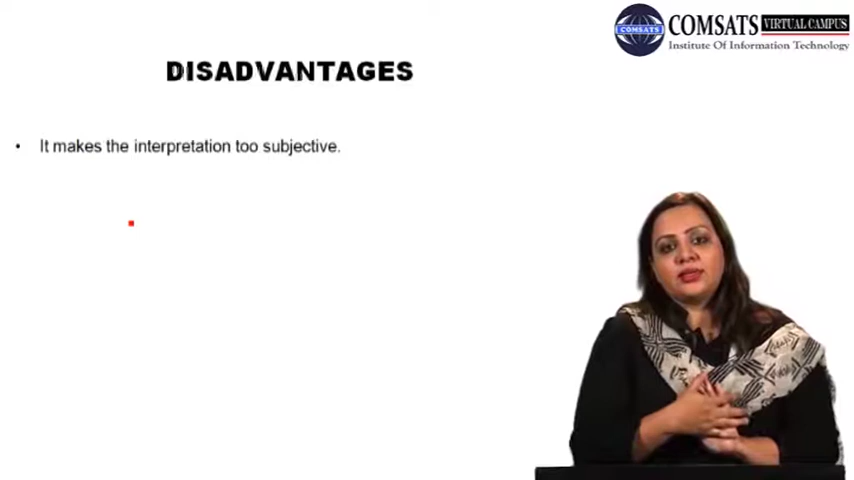 COMSATS
COMSATS VIRTUAL CAMPUS
Institute Of Information Technology
DISADVANTAGES
• It makes the interpretation too subjective.